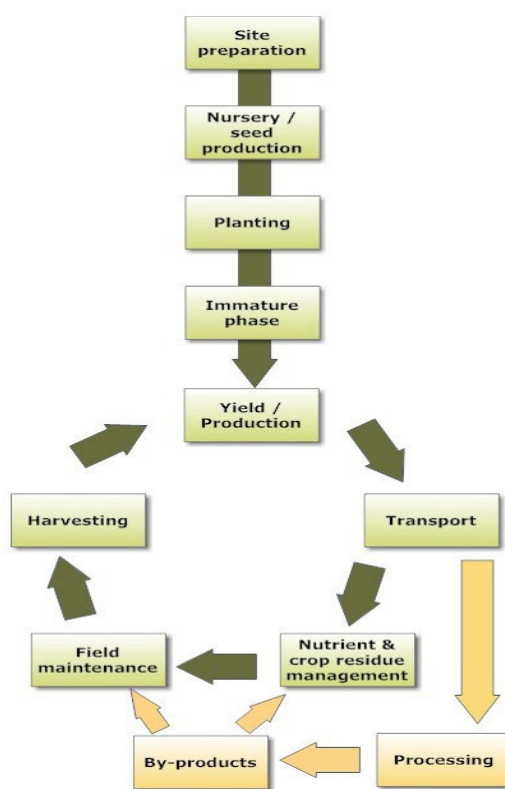 Site
preparation
Nursery /
seed
production
Planting
Immature
phase
Yield /
Production
Harvesting
Transport
Field
maintenance
Nutrient &
crop residue
management
By-products
Processing